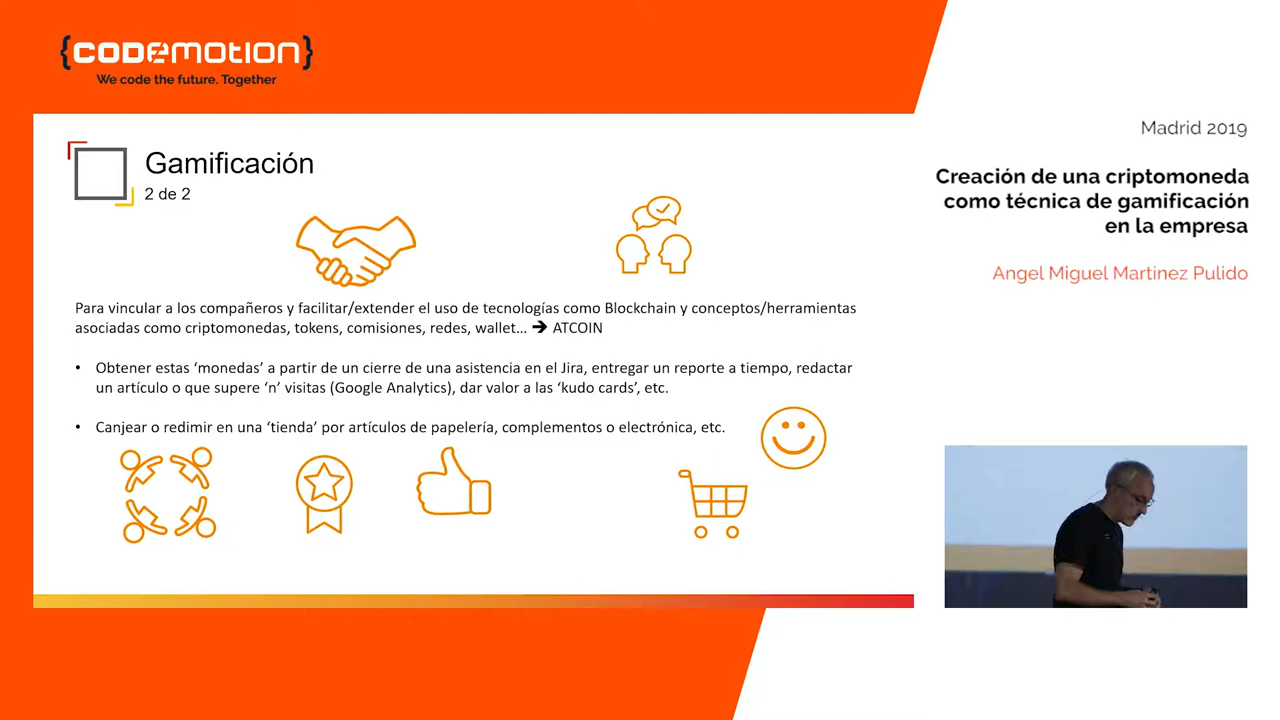 {CODEMOTION}
We code the future. Together
Madrid 2019
Creación de una criptomoneda
como técnica de gamificación
en la empresa
Angel Miguel Martinez Pulido
Gamificación
2 de 2
Para vincular a los compañeros y facilitar/extender el uso de tecnologías como Blockchain y conceptos/herramientas
asociadas como criptomonedas, tokens, comisiones, redes, wallet... ➔ ATCOIN
• Obtener estas ‘monedas’ a partir de un cierre de una asistencia en el Jira, entregar un reporte a tiempo, redactar
un artículo o que supere ‘n’ visitas (Google Analytics), dar valor a las ‘kudo cards’, etc.
• Canjear o redimir en una ‘tienda’ por artículos de papelería, complementos o electrónica, etc.